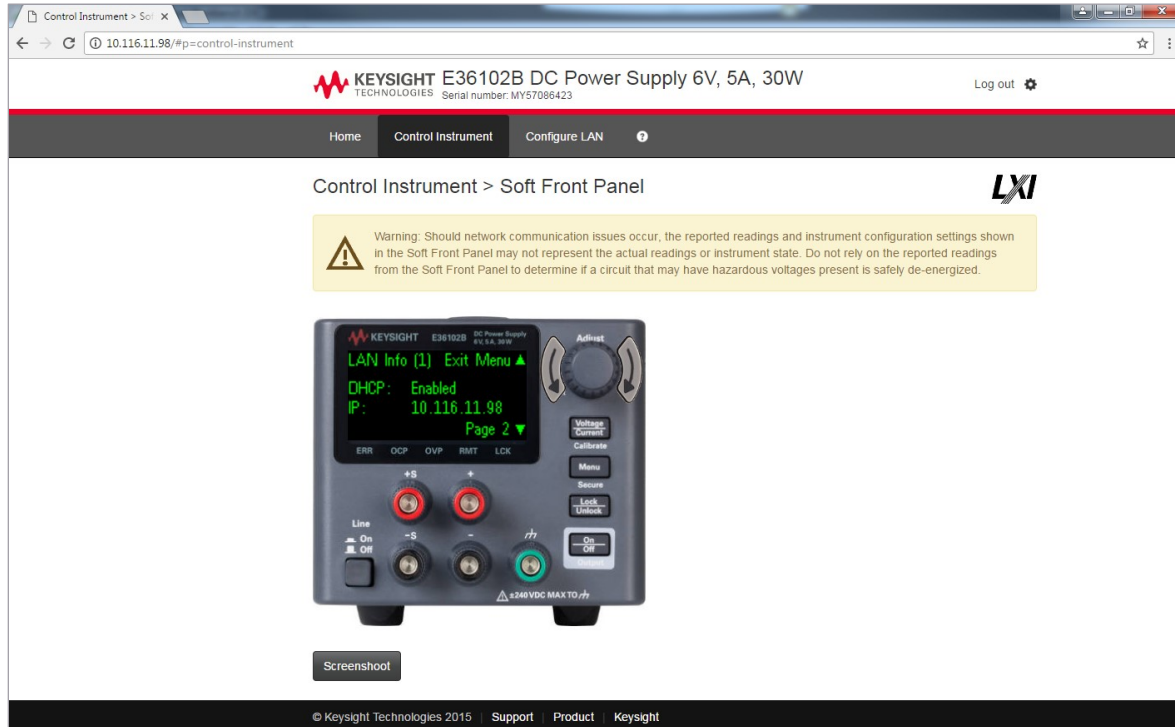 Control Instrument > Sof
10.116.11.98/#p=control-instrument
KEYSIGHT TECHNOLOGIES E36102B DC Power Supply 6V, 5A, 30W
Serial number: MY57086423
Log out
Home Control Instrument Configure LAN ?
Control Instrument > Soft Front Panel
LXI
Warning: Should network communication issues occur, the reported readings and instrument configuration settings shown
in the Soft Front Panel may not represent the actual readings or instrument state. Do not rely on the reported readings
from the Soft Front Panel to determine if a circuit that may have hazardous voltages present is safely de-energized.
KEYSIGHT E36102B DC Power Supply
6V, 5A, 30W
Adjust
LAN Info (1) Exit Menu ▲
DHCP: Enabled
IP: 10.116.11.98
Page 2 ▼
ERR OCP OVP RMT LCK
Voltage
Current
Calibrate
Menu
Secure
Lock
Unlock
+S +
Line
On
Off
-S -
On
Off
Output
±240 VDC MAX TO
Screenshoot
© Keysight Technologies 2015 | Support | Product | Keysight